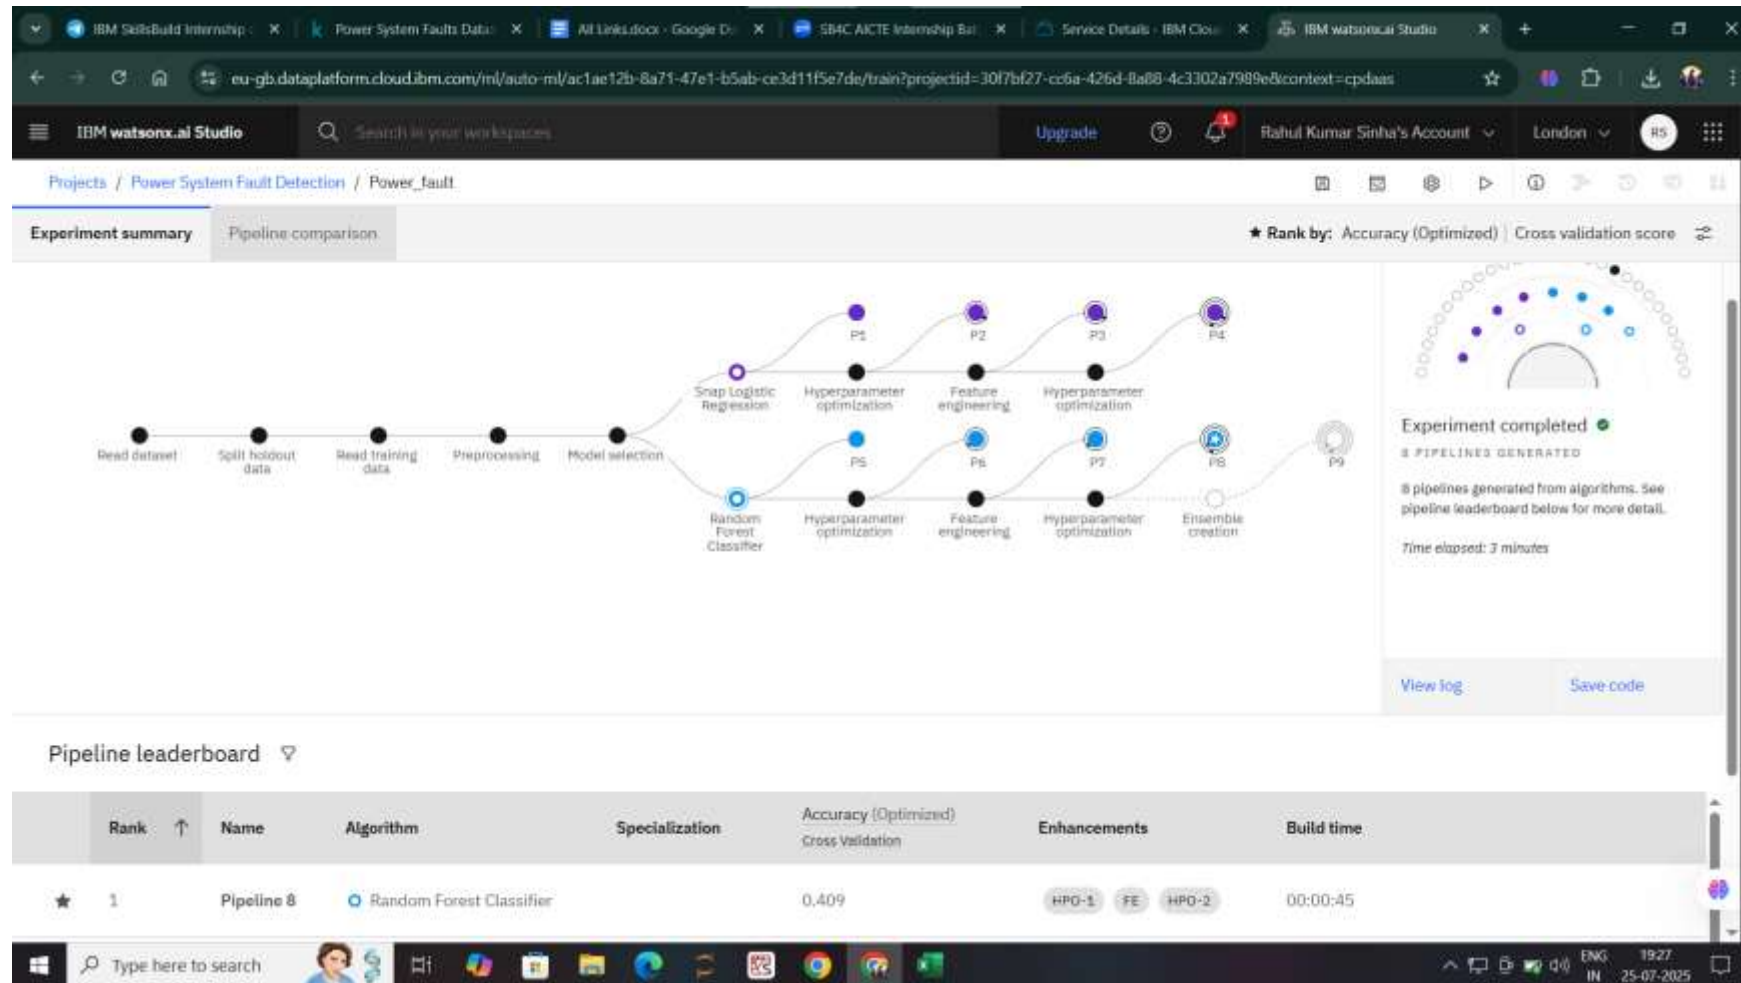 IBM SkillsBuild Internship
Power System Faults Data
All Links.docx - Google D
SB4C AICTE Internship Bat
Service Details - IBM Clou
IBM watsonx.ai Studio
eu-gb.dataplatform.cloud.ibm.com/ml/auto-ml/ac1ae12b-8a71-47e1-b5ab-ce3d11f5e7de/train?projectid=30f7bf27-cc6a-426d-8a88-4c3302a7989e&context=cpdaas
IBM watsonx.ai Studio
Search in your workspaces
Upgrade
1
Rahul Kumar Sinha's Account
London
RS
Projects / Power System Fault Detection / Power_fault
Experiment summary
Pipeline comparison
Rank by: Accuracy (Optimized) | Cross validation score
P1
P2
P3
P4
Snap Logistic
Regression
Hyperparameter
optimization
Feature
engineering
Hyperparameter
optimization
Read dataset
Split holdout
data
Read training
data
Preprocessing
Model selection
P5
P6
P7
P8
P9
Random
Forest
Classifier
Hyperparameter
optimization
Feature
engineering
Hyperparameter
optimization
Ensemble
creation
Experiment completed
8 PIPELINES GENERATED
8 pipelines generated from algorithms. See
pipeline leaderboard below for more detail.
Time elapsed: 3 minutes
View log
Save code
Pipeline leaderboard
Rank
Name
Algorithm
Specialization
Accuracy (Optimized)
Cross Validation
Enhancements
Build time
1
Pipeline 8
Random Forest Classifier
0.409
HPO-1
FE
HPO-2
00:00:45
Type here to search
ENG
IN
19:27
25-07-2025